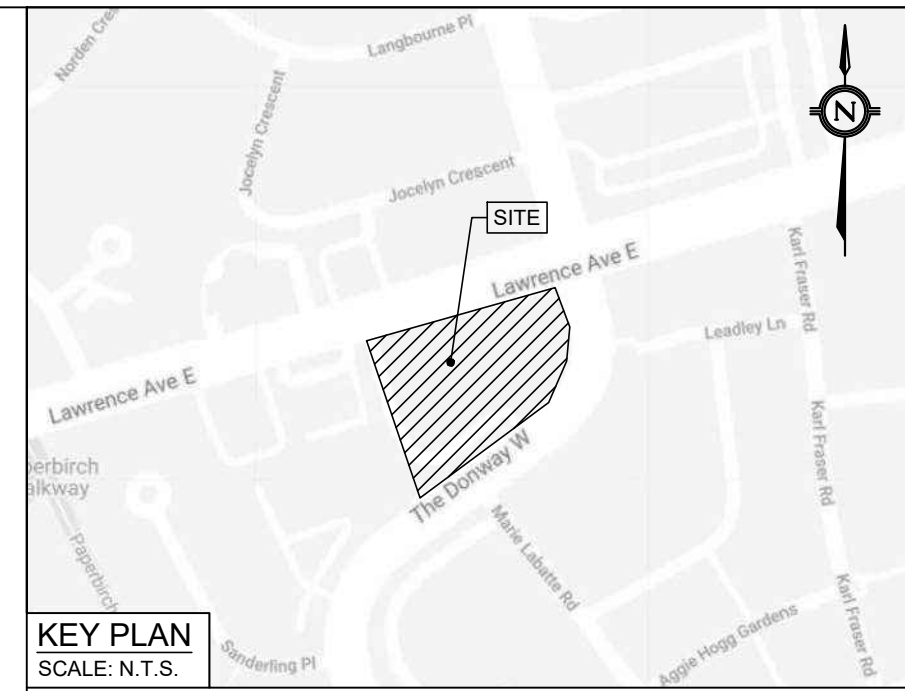 Norden Cres
Langbourne Pl
Jocelyn Crescent
Jocelyn Crescent
N
SITE
Lawrence Ave E
Karl Fraser Rd
Leadley Ln
Lawrence Ave E
Karl Fraser Rd
perbirch
alkway
The Donway W
Marie Labatte Rd
Paperbirch
Karl Fraser Rd
Aggie Hogg Gardens
Sanderling Pl
KEY PLAN
SCALE: N.T.S.